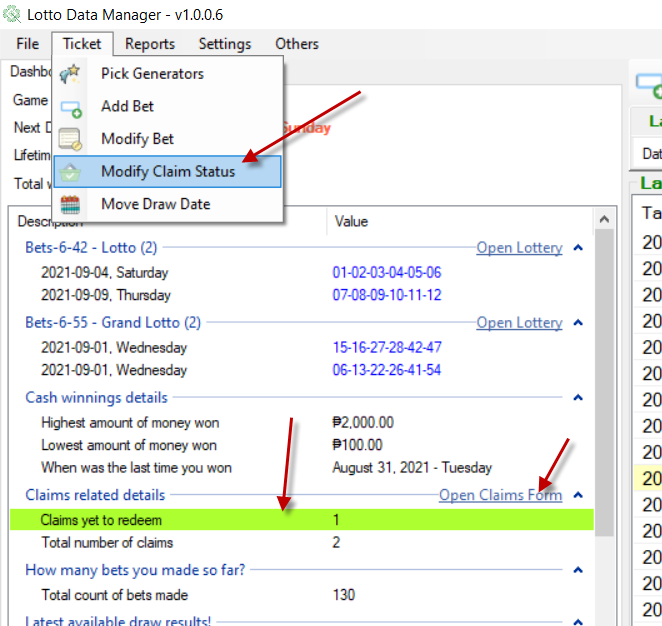 Lotto Data Manager - v1.0.0.6
File Ticket Reports Settings Others
Dashbo
Pick Generators
Game
Add Bet
Next D
Modify Bet
Sunday
La
Lifetim
Modify Claim Status
Dat
Total w
Move Draw Date
La
Description Value
Ta
Bets-6-42 - Lotto (2) Open Lottery
20
2021-09-04, Saturday 01-02-03-04-05-06
20
2021-09-09, Thursday 07-08-09-10-11-12
20
Bets-6-55 - Grand Lotto (2) Open Lottery
20
2021-09-01, Wednesday 15-16-27-28-42-47
20
2021-09-01, Wednesday 06-13-22-26-41-54
20
Cash winnings details
20
Highest amount of money won ₱2,000.00
20
Lowest amount of money won ₱100.00
20
When was the last time you won August 31, 2021 - Tuesday
20
Claims related details Open Claims Form
20
Claims yet to redeem 1
20
Total number of claims 2
20
How many bets you made so far?
20
Total count of bets made 130
20
Latest available draw results!